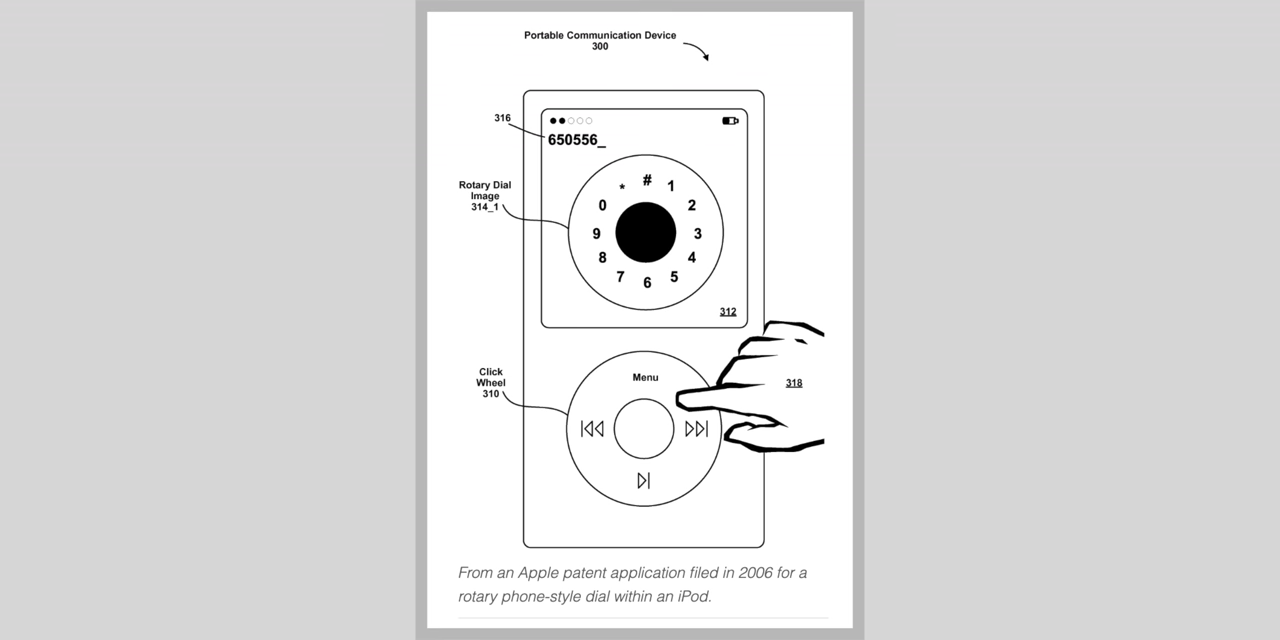 Portable Communication Device
300
316
650556_
Rotary Dial
Image
314_1
* # 1
0 2
9 3
8 4
7 6 5
312
Click
Wheel
310
Menu
318
From an Apple patent application filed in 2006 for a
rotary phone-style dial within an iPod.